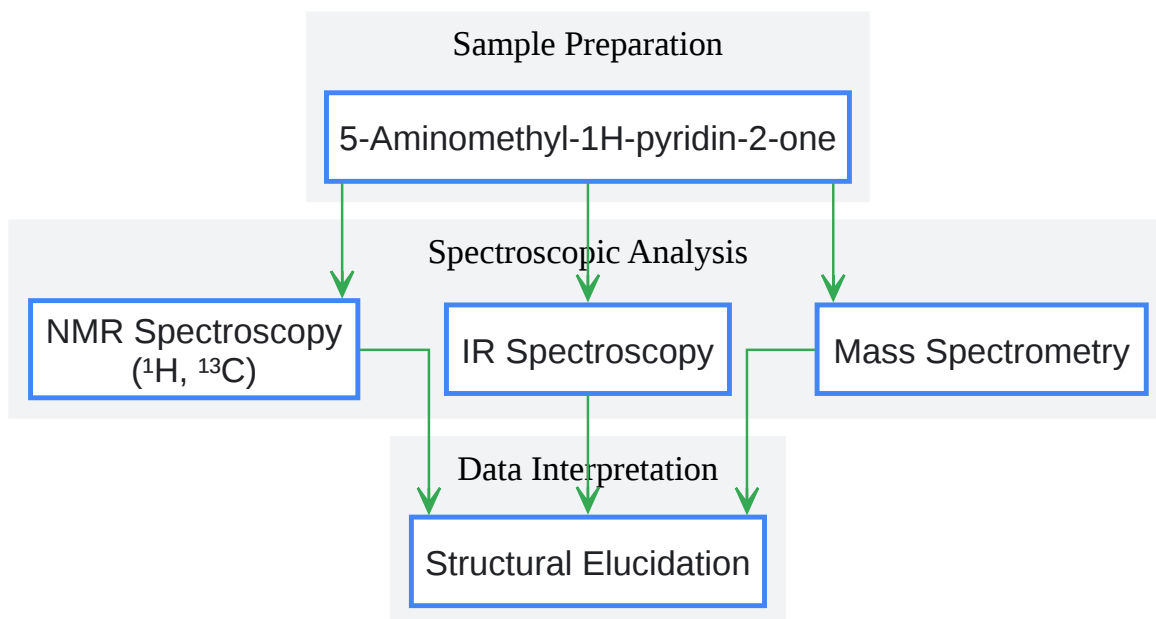 Sample Preparation
5-Aminomethyl-1H-pyridin-2-one
Spectroscopic Analysis
NMR Spectroscopy
(¹H, ¹³C)
IR Spectroscopy
Mass Spectrometry
Data Interpretation
Structural Elucidation